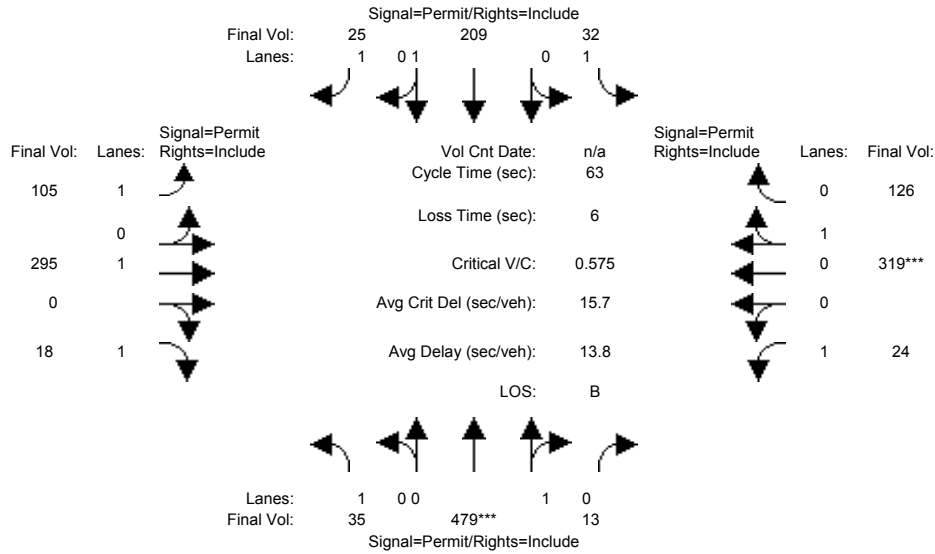 Signal=Permit/Rights=Include
Final Vol: 25 209 32
Lanes: 1 0 1 0 1
Signal=Permit Signal=Permit
Final Vol: Lanes: Rights=Include Vol Cnt Date: n/a Rights=Include Lanes: Final Vol:
Cycle Time (sec): 63
105 1 0 126
Loss Time (sec): 6
0 1
295 1 Critical V/C: 0.575 0 319***
0 Avg Crit Del (sec/veh): 15.7 0
18 1 Avg Delay (sec/veh): 13.8 1 24
LOS: B
Lanes: 1 0 0 1 0
Final Vol: 35 479*** 13
Signal=Permit/Rights=Include